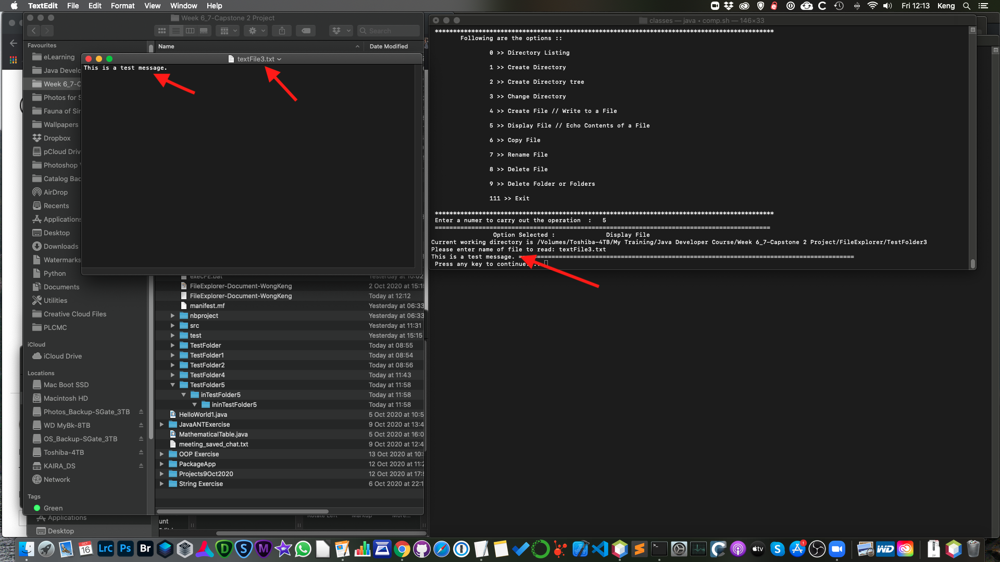 TextEdit File Edit Format View Window Help
Fri 12:13 Keng
Week 6_7-Capstone 2 Project
Search
Favourites
eLearning
Java Develo
Week 6_7-C
Photos for S
Fauna of Sin
Wallpapers
Dropbox
pCloud Driv
Photoshop
Catalog Bac
AirDrop
Recents
Applications
Desktop
Downloads
Watermarks
Python
Documents
Utilities
Creative Cloud Files
PLCMC
iCloud
iCloud Drive
Locations
Mac Boot SSD
Macintosh HD
Photos_Backup-SGate_3TB
WD MyBk-8TB
OS_Backup-SGate_3TB
Toshiba-4TB
KAIRA_DS
Network
Tags
Green
Applications
Desktop
Name Date Modified
textFile3.txt
This is a test message.
execFE.bat Yesterday at 10:02
FileExplorer-Document-WongKeng 2 Oct 2020 at 15:1
FileExplorer-Document-WongKeng Today at 12:12
manifest.mf Yesterday at 06:33
nbproject Yesterday at 06:33
src Yesterday at 11:31
test Yesterday at 15:15
TestFolder Today at 08:55
TestFolder1 Today at 08:54
TestFolder2 Today at 08:56
TestFolder4 Today at 11:43
TestFolder5 Today at 11:58
inTestFolder5 Today at 11:58
ininTestFolder5 Today at 11:58
HelloWorld1.java 5 Oct 2020 at 10:5
JavaANTExercise 9 Oct 2020 at 13:4
MathematicalTable.java 5 Oct 2020 at 16:0
meeting_saved_chat.txt 9 Oct 2020 at 12:4
OOP Exercise 13 Oct 2020 at 10:
PackageApp 12 Oct 2020 at 11:2
Projects9Oct2020 12 Oct 2020 at 17:
String Exercise 6 Oct 2020 at 22:1
unt
Rotate Left Markup More...
classes — java ◂ comp.sh — 146×33
*********************************************************************************************
Following are the options ::
0 >> Directory Listing
1 >> Create Directory
2 >> Create Directory tree
3 >> Change Directory
4 >> Create File // Write to a File
5 >> Display File // Echo Contents of a File
6 >> Copy File
7 >> Rename File
8 >> Delete File
9 >> Delete Folder or Folders
111 >> Exit
*********************************************************************************************
Enter a numer to carry out the operation : 5
============================================================================================
Option Selected : Display File
Current working directory is /Volumes/Toshiba-4TB/My Training/Java Developer Course/Week 6_7-Capstone 2 Project/FileExplorer/TestFolder3
Please enter name of file to read: textFile3.txt
This is a test message. ============================================================================================
Press any key to continue...
OCT
16
LrC
Ps
Br
D
S
M
tv
1
WD